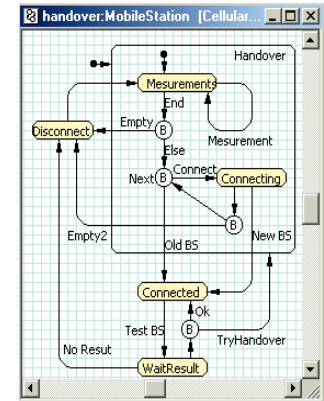 handover:MobileStation [Cellular...
Handover
Mesurements
End
Mesurement
Empty
Disconnect
B
Else
Next
B
Connect
Connecting
B
Empty2
New BS
Old BS
Connected
Ok
Test BS
B
TryHandover
No Resut
WaitResult